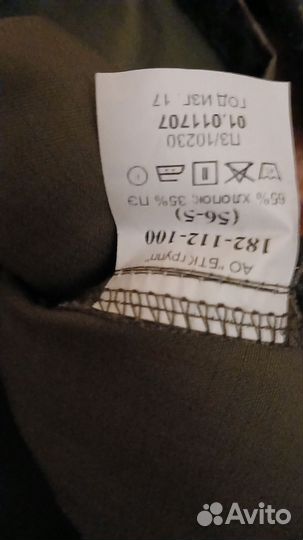 АО "БТК групп"
182-112-100
(56-5)
65% хлопок; 35% ПЭ
ПЗ/10230
01.011707
ГОД ИЗГ. 17
Avito